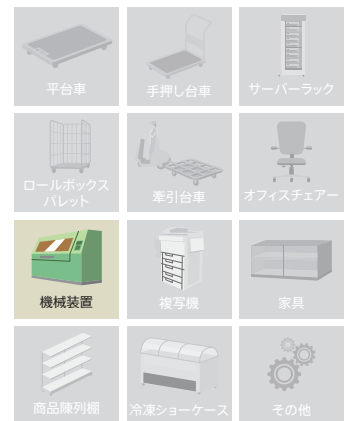 平台車
手押し台車
サーバーラック
ロールボックス
パレット
牽引台車
オフィスチェアー
機械装置
複写機
家具
商品陳列棚
冷凍ショーケース
その他